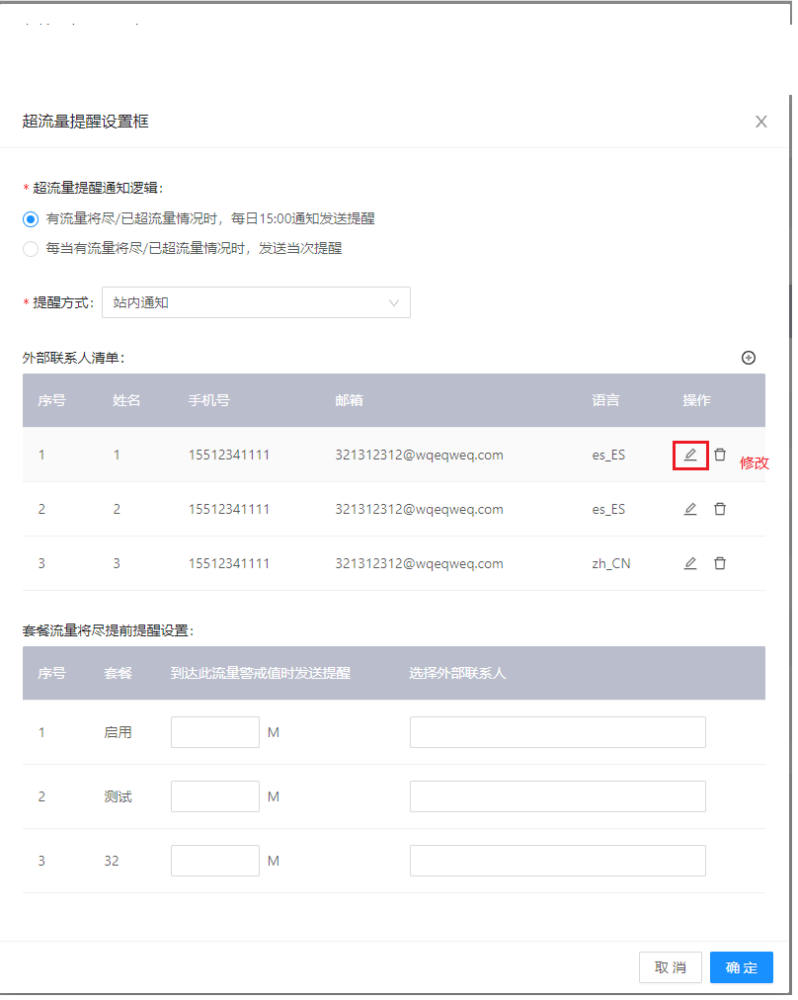 超流量提醒设置框
* 超流量提醒通知逻辑:
有流量将尽/已超流量情况时，每日15:00通知发送提醒
每当有流量将尽/已超流量情况时，发送当次提醒
* 提醒方式: 站内通知
外部联系人清单:
序号 姓名 手机号 邮箱 语言 操作
1 1 15512341111 321312312@wqeqweq.com es_ES 修改
2 2 15512341111 321312312@wqeqweq.com es_ES
3 3 15512341111 321312312@wqeqweq.com zh_CN
套餐流量将尽提前提醒设置:
序号 套餐 到达此流量警戒值时发送提醒 选择外部联系人
1 启用 M
2 测试 M
3 32 M
取 消 确 定